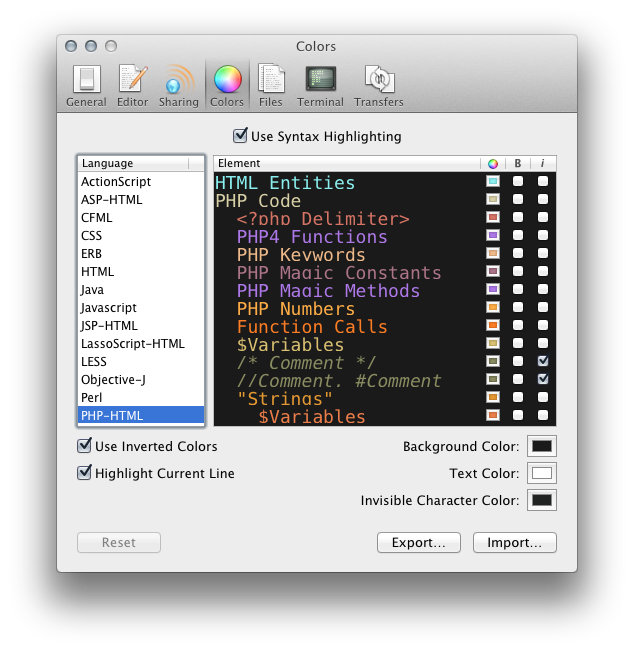 Colors
General Editor Sharing Colors Files Terminal Transfers
Use Syntax Highlighting
Language
ActionScript
ASP-HTML
CFML
CSS
ERB
HTML
Java
Javascript
JSP-HTML
LassoScript-HTML
LESS
Objective-J
Perl
PHP-HTML
Element B i
HTML Entities
PHP Code
<?php Delimiter>
PHP4 Functions
PHP Keywords
PHP Magic Constants
PHP Magic Methods
PHP Numbers
Function Calls
$Variables
/* Comment */
//Comment. #Comment
"Strings"
$Variables
Use Inverted Colors
Highlight Current Line
Background Color:
Text Color:
Invisible Character Color:
Reset
Export...
Import...